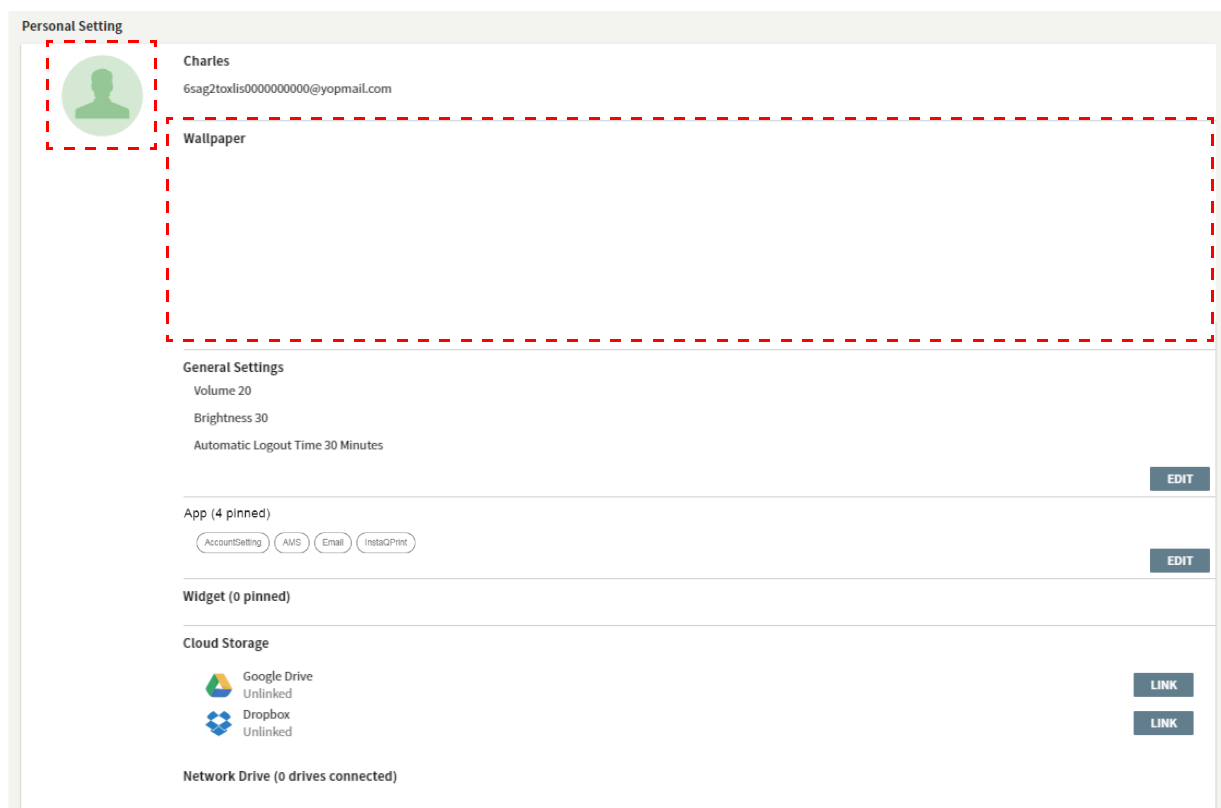 Personal Setting
Charles
6sag2toxlis0000000000@yopmail.com
Wallpaper
General Settings
Volume 20
Brightness 30
Automatic Logout Time 30 Minutes
EDIT
App (4 pinned)
AccountSetting AMS Email InstaQPrint
EDIT
Widget (0 pinned)
Cloud Storage
Google Drive
Unlinked
LINK
Dropbox
Unlinked
LINK
Network Drive (0 drives connected)